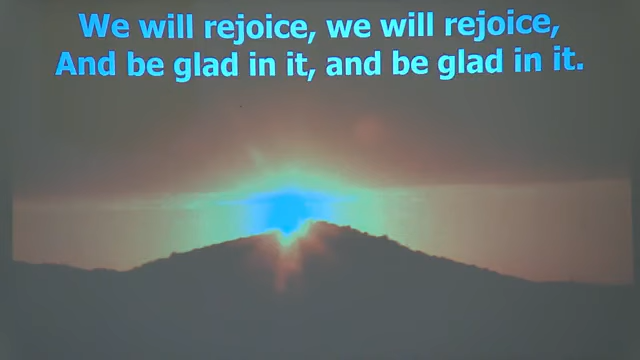 We will rejoice, we will rejoice,
And be glad in it, and be glad in it.